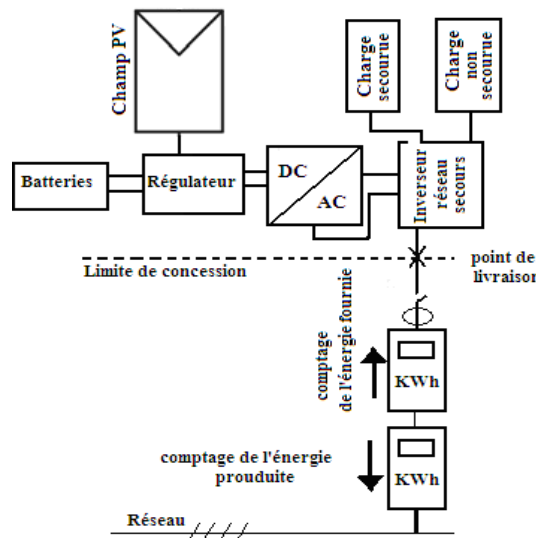 Champ PV
Charge
secourue
Charge
non
secourue
Batteries
Régulateur
DC
AC
Inverseur
réseau
secours
Limite de concession
point de
livraison
comptage
de l'énergie fournie
KWh
comptage de l'énergie
prouduite
KWh
Réseau